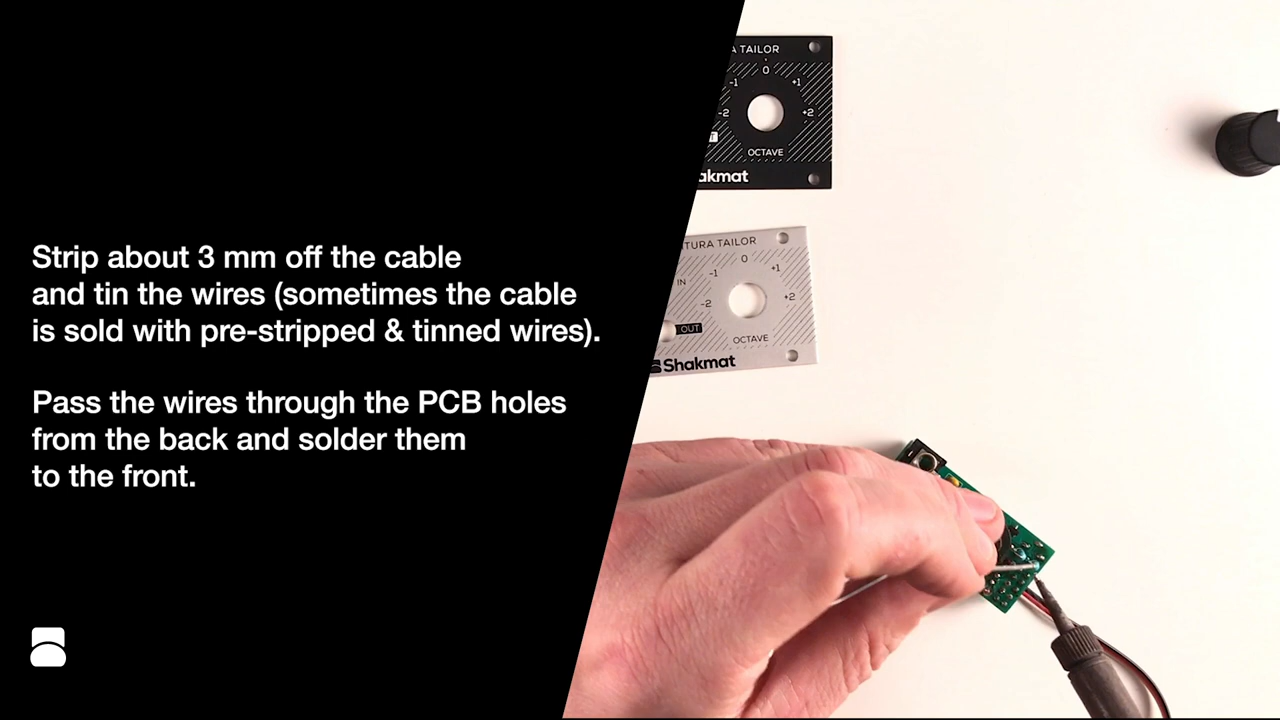 Strip about 3 mm off the cable
and tin the wires (sometimes the cable
is sold with pre-stripped & tinned wires).
Pass the wires through the PCB holes
from the back and solder them
to the front.
TAILOR
0
-1 +1
-2 +2
OCTAVE
akmat
TURA TAILOR
0
-1 +1
IN
-2 +2
OUT
OCTAVE
Shakmat